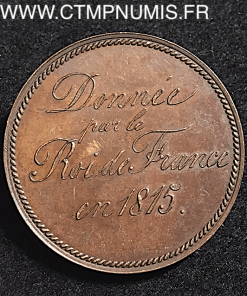 WWW.CTMPNUMIS.FR
Donnée
par le
Roi de France
en 1815.